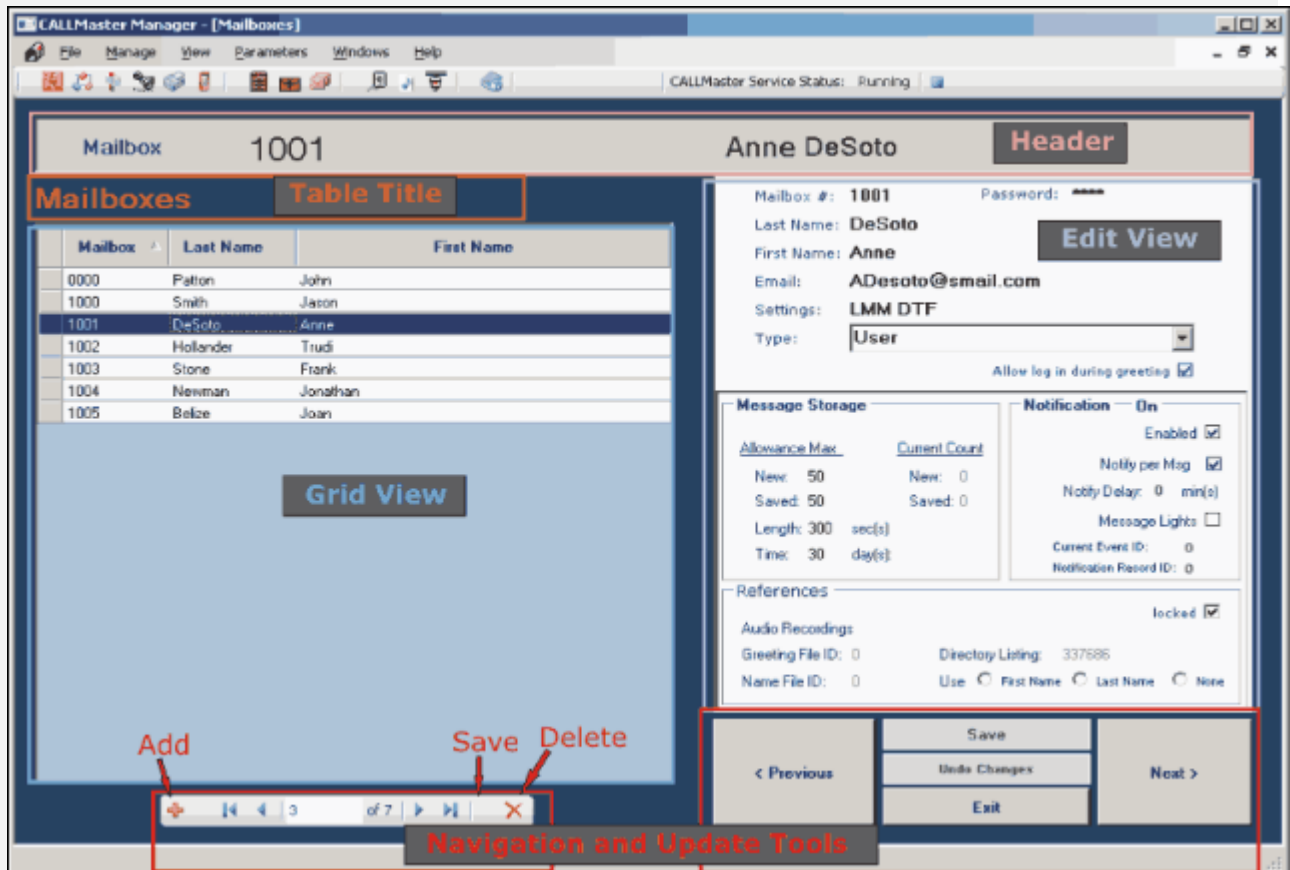 CALLMaster Manager - [Mailboxes]
File Manage View Parameters Windows Help
CALLMaster Service Status: Running
Mailbox 1001 Anne DeSoto Header
Mailboxes Table Title
Mailbox Last Name First Name
0000 Patton John
1000 Smith Jason
1001 DeSoto Anne
1002 Hollander Trudi
1003 Stone Frank
1004 Newman Jonathan
1005 Belize Joan
Grid View
Add
Save
Delete
3 of 7
Mailbox #: 1001 Password: ****
Last Name: DeSoto
Edit View
First Name: Anne
Email: ADesoto@smail.com
Settings: LMM DTF
Type: User
Allow log in during greeting
Message Storage
Allowance Max Current Count
New: 50 New: 0
Saved: 50 Saved: 0
Length: 300 sec(s)
Time: 30 day(s)
Notification On
Enabled
Notify per Msg
Notify Delay: 0 min(s)
Message Lights
Current Event ID: 0
Notification Record ID: 0
References
locked
Audio Recordings
Greeting File ID: 0 Directory Listing: 337686
Name File ID: 0 Use First Name Last Name None
< Previous
Save
Undo Changes
Exit
Next >
Navigation and Update Tools